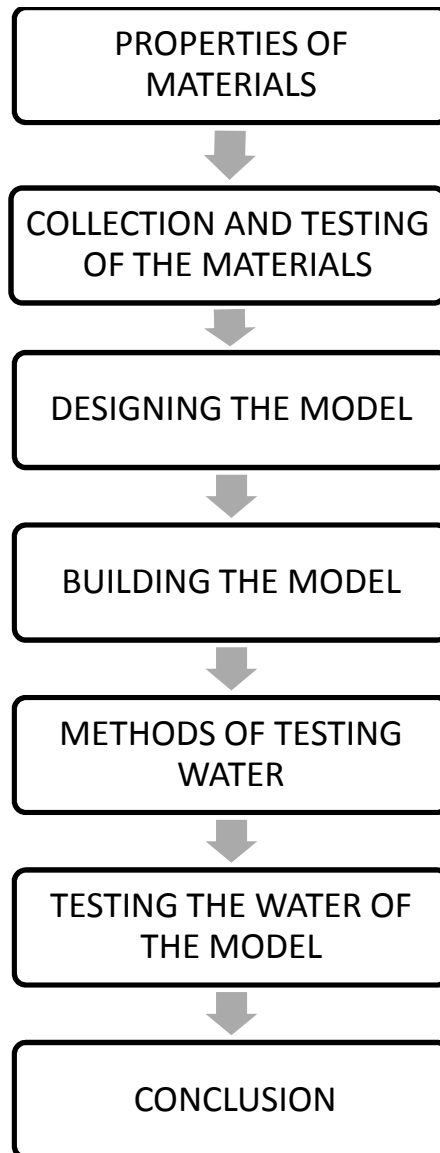 PROPERTIES OF
MATERIALS
COLLECTION AND TESTING
OF THE MATERIALS
DESIGNING THE MODEL
BUILDING THE MODEL
METHODS OF TESTING
WATER
TESTING THE WATER OF
THE MODEL
CONCLUSION